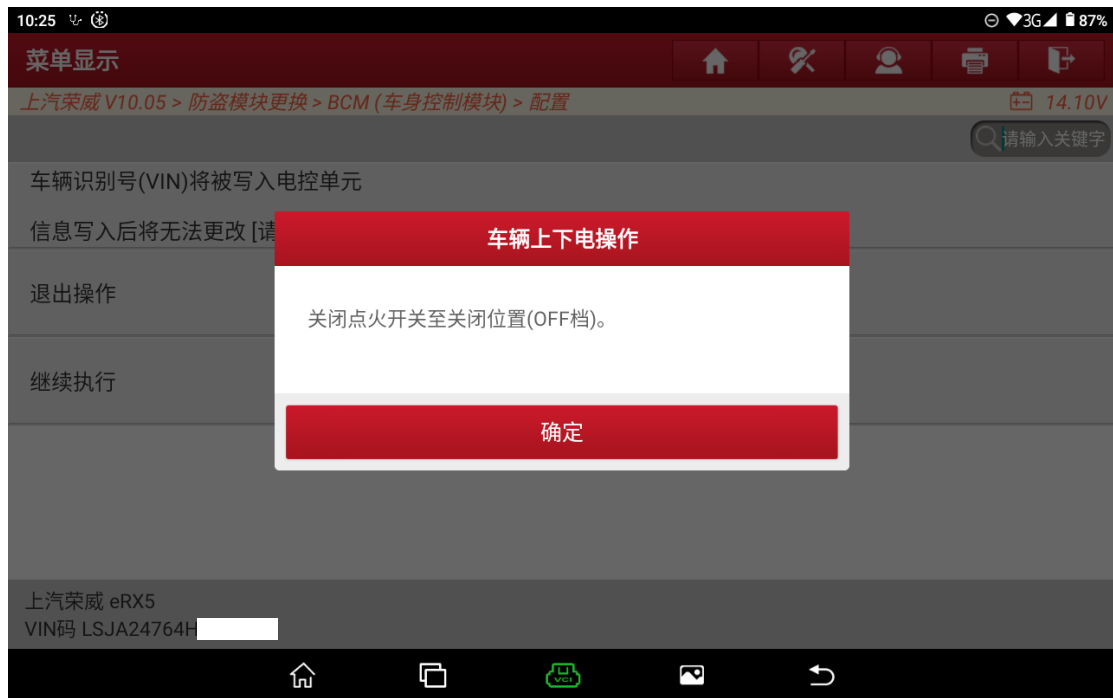 10:25
3G 87%
菜单显示
上汽荣威 V10.05 > 防盗模块更换 > BCM (车身控制模块) > 配置
14.10V
请输入关键字
车辆识别号(VIN)将被写入电控单元
信息写入后将无法更改 [请
车辆上下电操作
关闭点火开关至关闭位置(OFF档)。
确定
退出操作
继续执行
上汽荣威 eRX5
VIN码 LSJA24764H
VCI